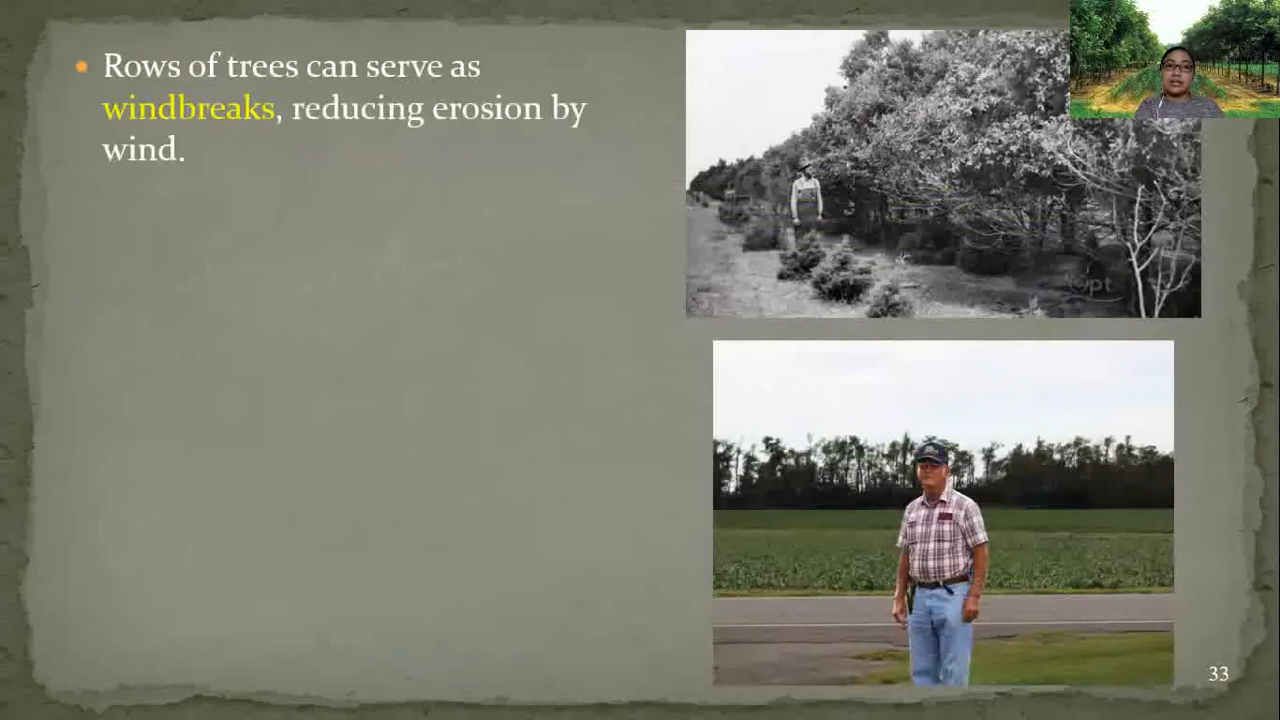 Rows of trees can serve as
windbreaks, reducing erosion by
wind.
33